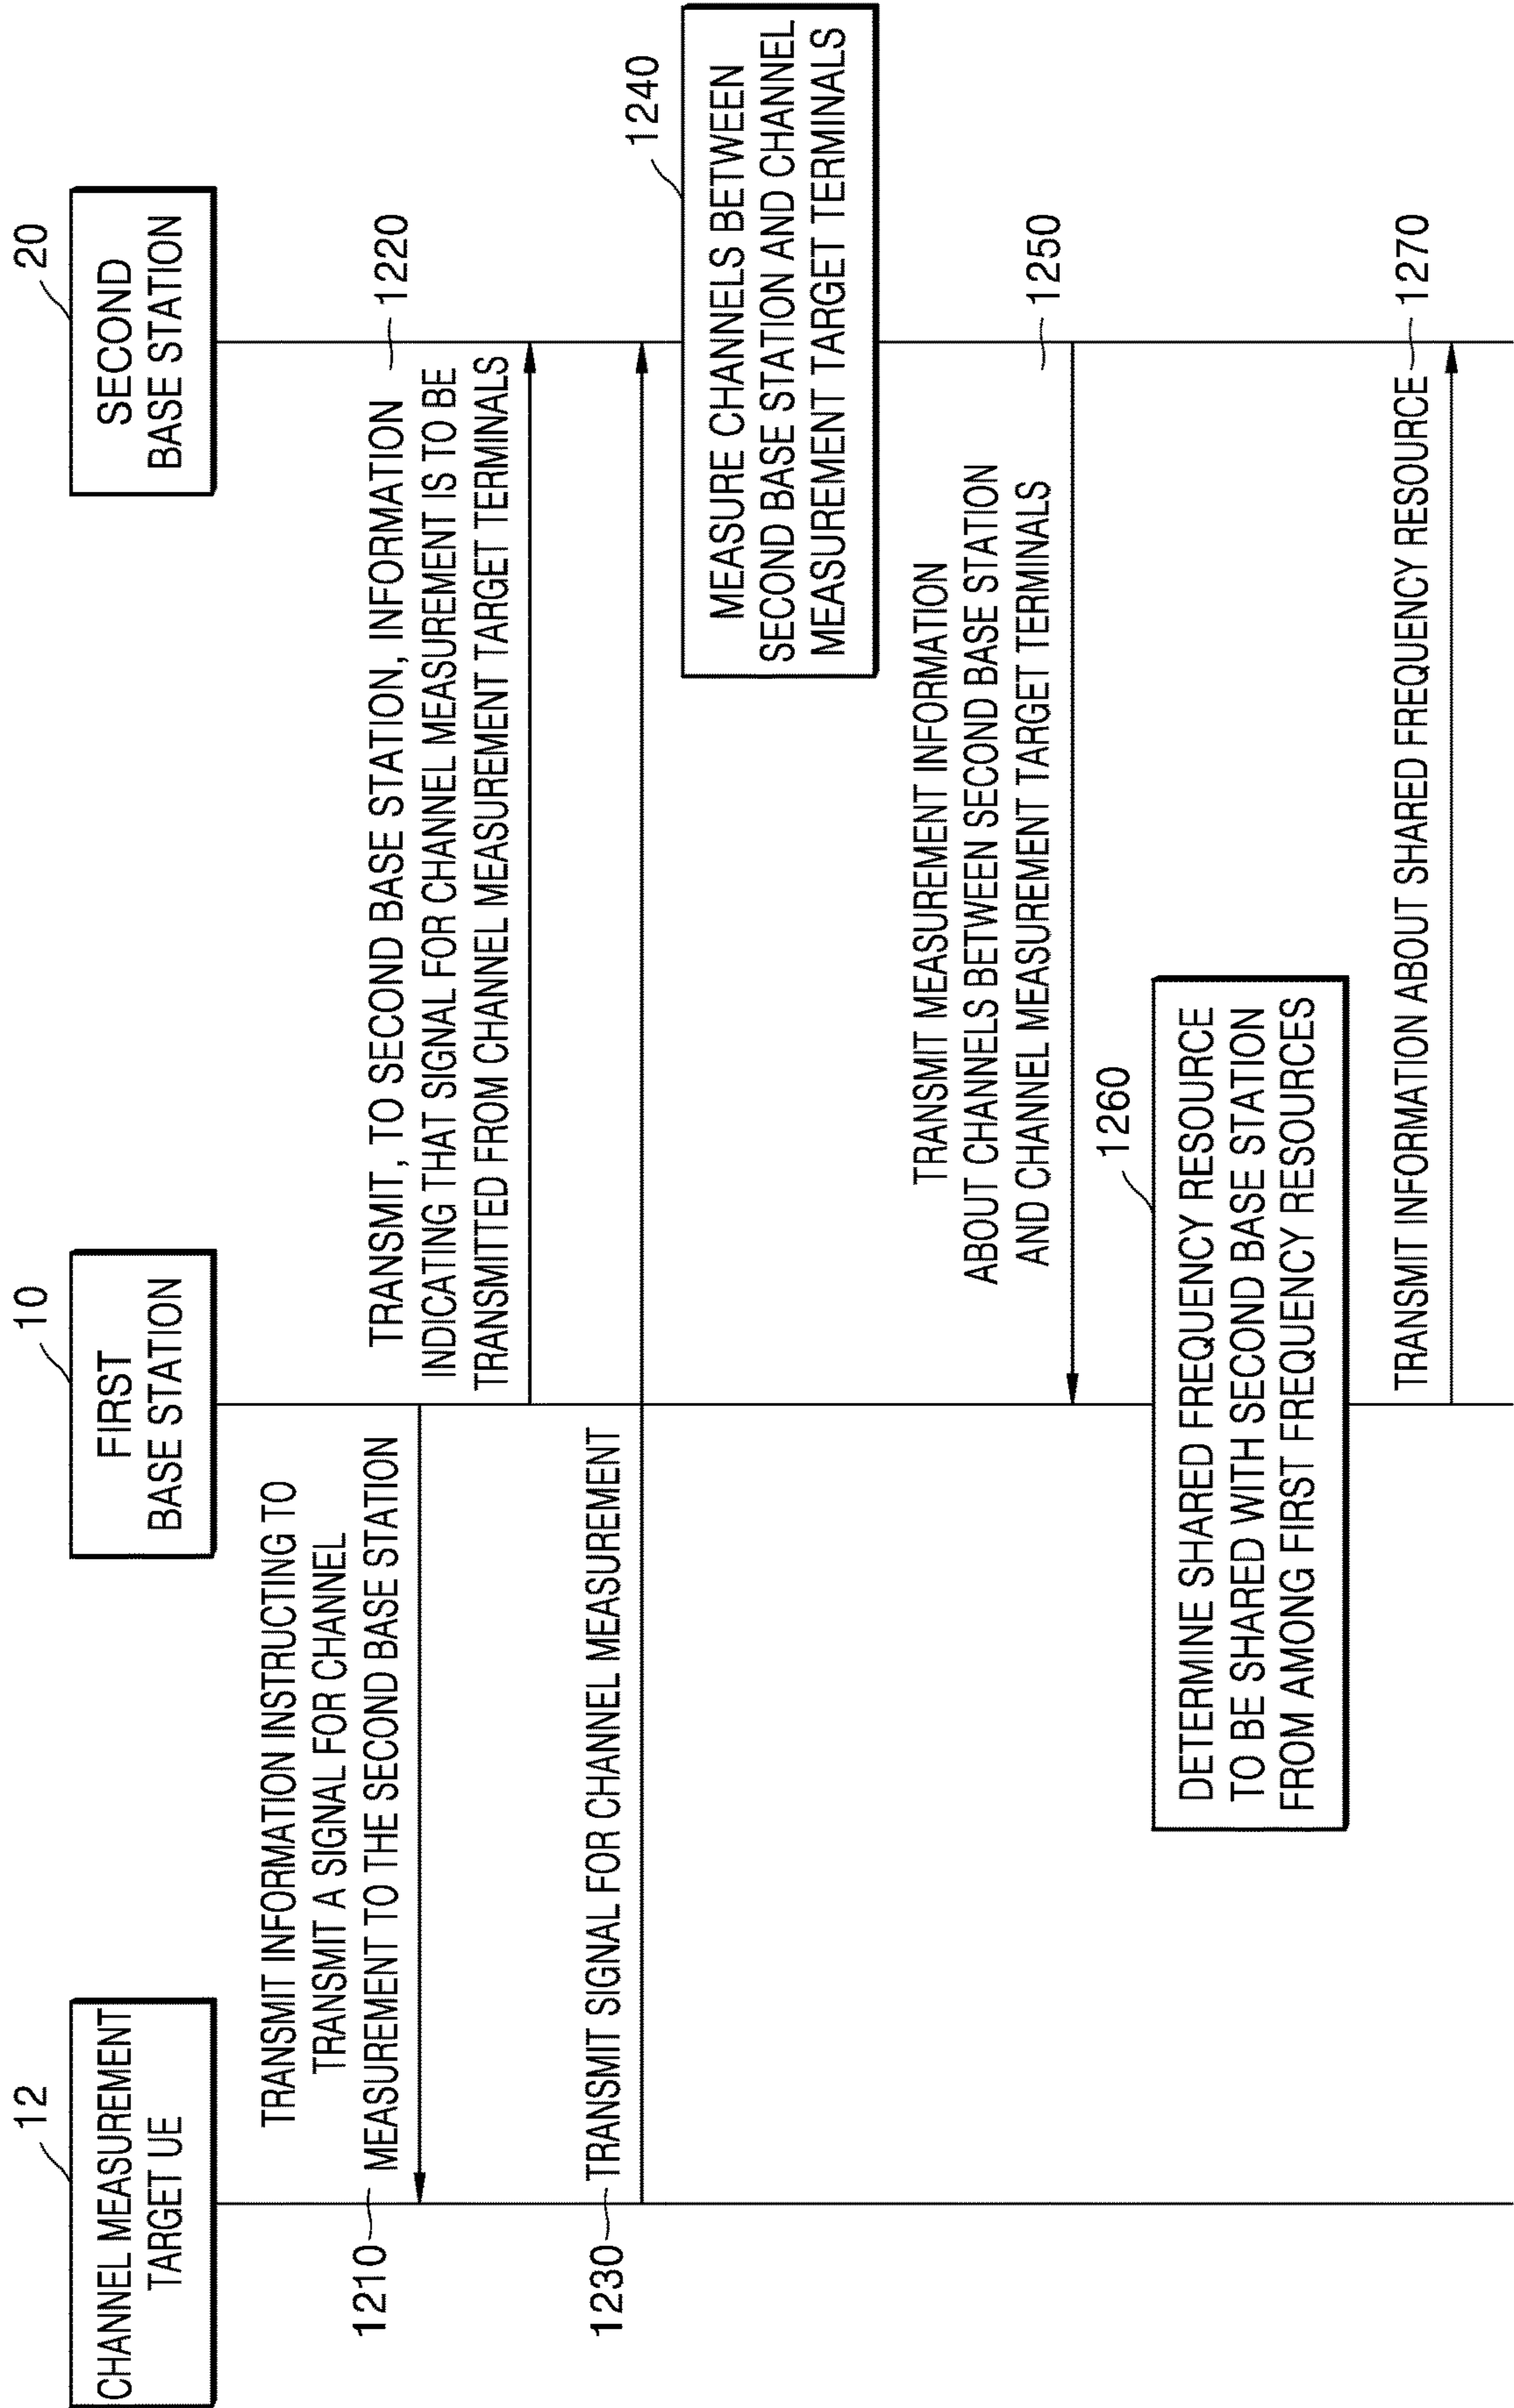 12
CHANNEL MEASUREMENT
TARGET UE
10
FIRST
BASE STATION
20
SECOND
BASE STATION
TRANSMIT INFORMATION INSTRUCTING TO
TRANSMIT A SIGNAL FOR CHANNEL
1210
MEASUREMENT TO THE SECOND BASE STATION
TRANSMIT, TO SECOND BASE STATION, INFORMATION
1220
INDICATING THAT SIGNAL FOR CHANNEL MEASUREMENT IS TO BE
TRANSMITTED FROM CHANNEL MEASUREMENT TARGET TERMINALS
1230
TRANSMIT SIGNAL FOR CHANNEL MEASUREMENT
1240
MEASURE CHANNELS BETWEEN
SECOND BASE STATION AND CHANNEL
MEASUREMENT TARGET TERMINALS
TRANSMIT MEASUREMENT INFORMATION
ABOUT CHANNELS BETWEEN SECOND BASE STATION
AND CHANNEL MEASUREMENT TARGET TERMINALS
1250
1260
DETERMINE SHARED FREQUENCY RESOURCE
TO BE SHARED WITH SECOND BASE STATION
FROM AMONG FIRST FREQUENCY RESOURCES
TRANSMIT INFORMATION ABOUT SHARED FREQUENCY RESOURCE
1270